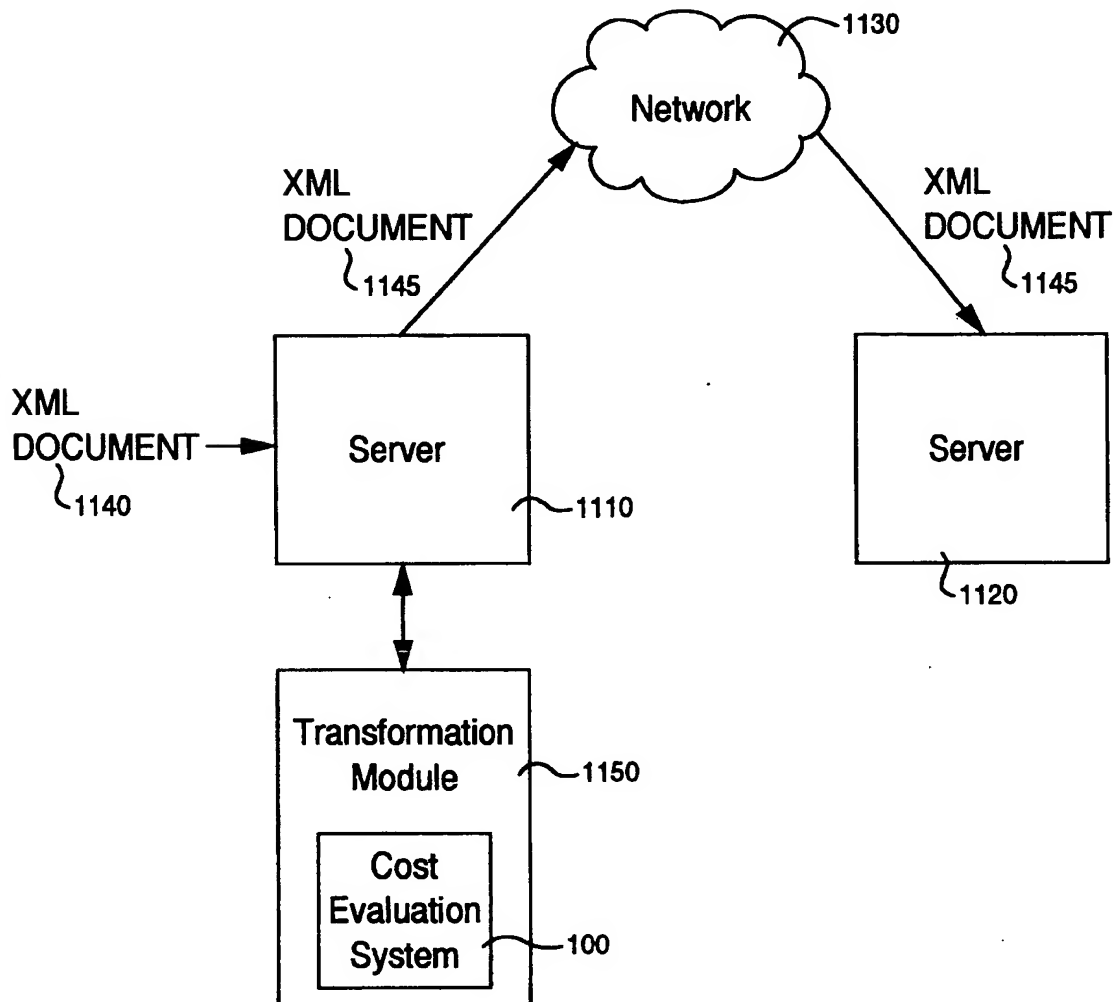 1130
Network
XML
DOCUMENT
1145
XML
DOCUMENT
1145
XML
DOCUMENT
1140
Server
1110
Server
1120
Transformation
Module
1150
Cost
Evaluation
System
100